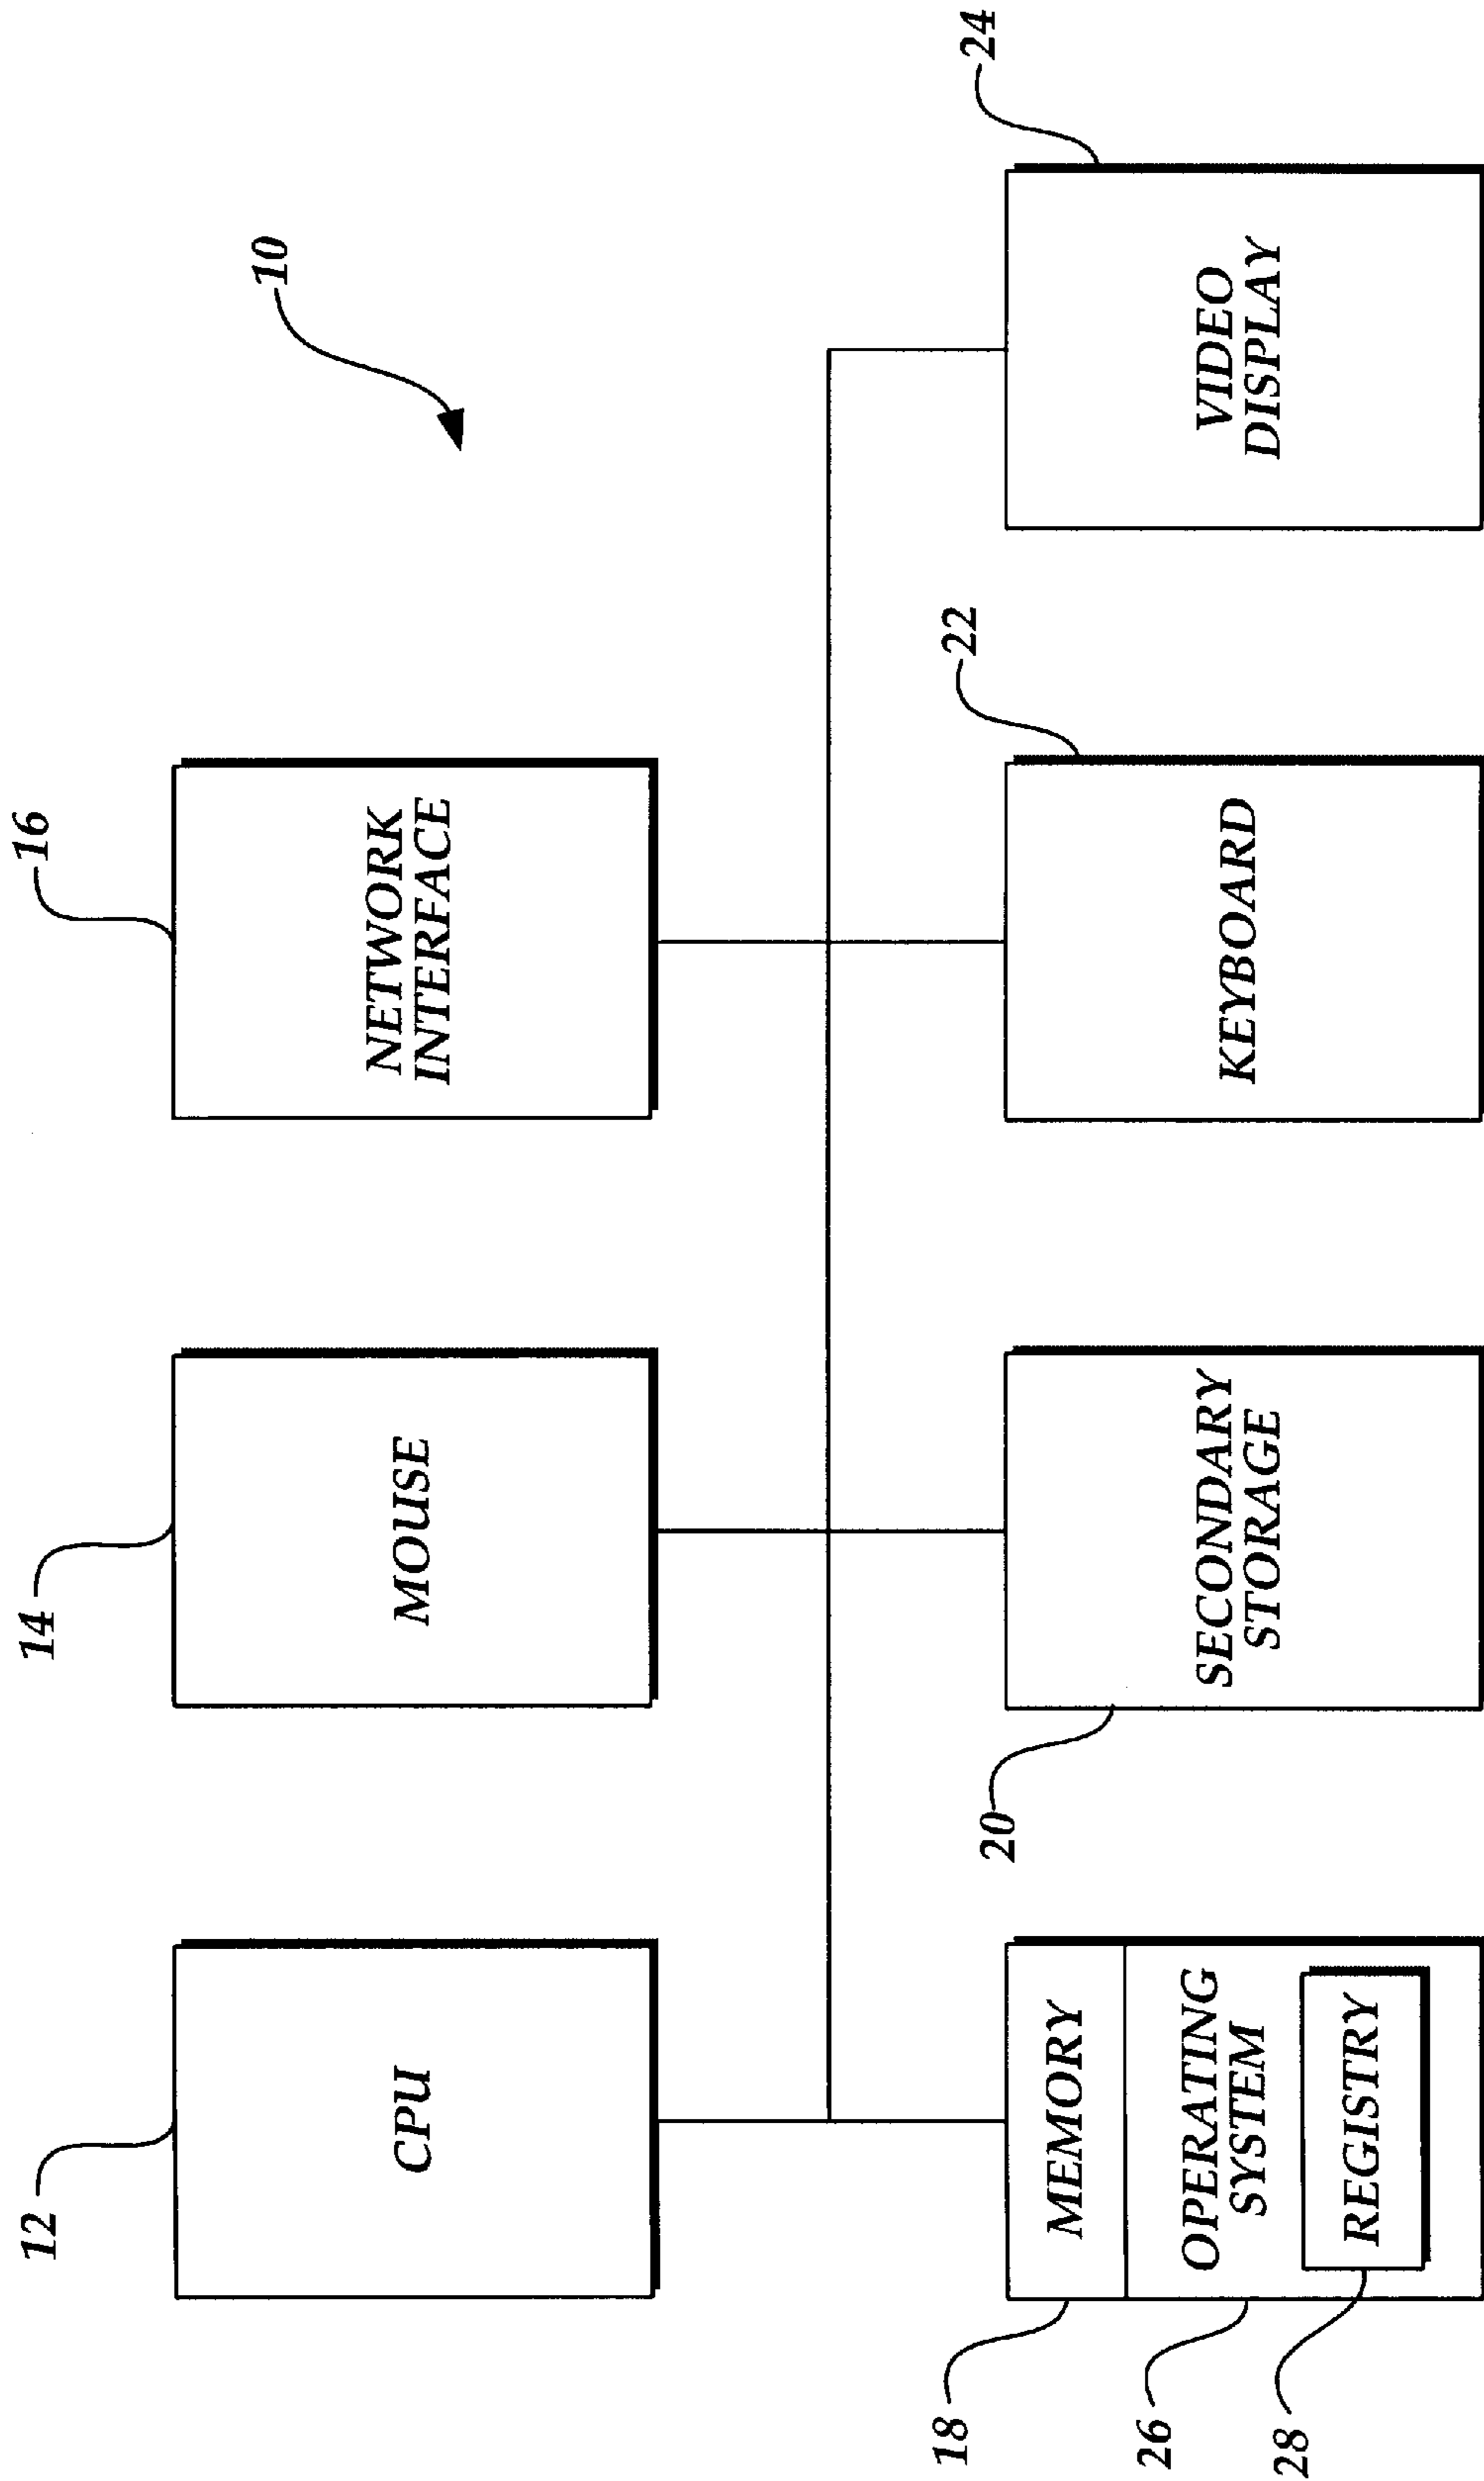 10
12
CPU
14
MOUSE
16
NETWORK
INTERFACE
18
MEMORY
26
OPERATING
SYSTEM
28
REGISTRY
20
SECONDARY
STORAGE
22
KEYBOARD
24
VIDEO
DISPLAY